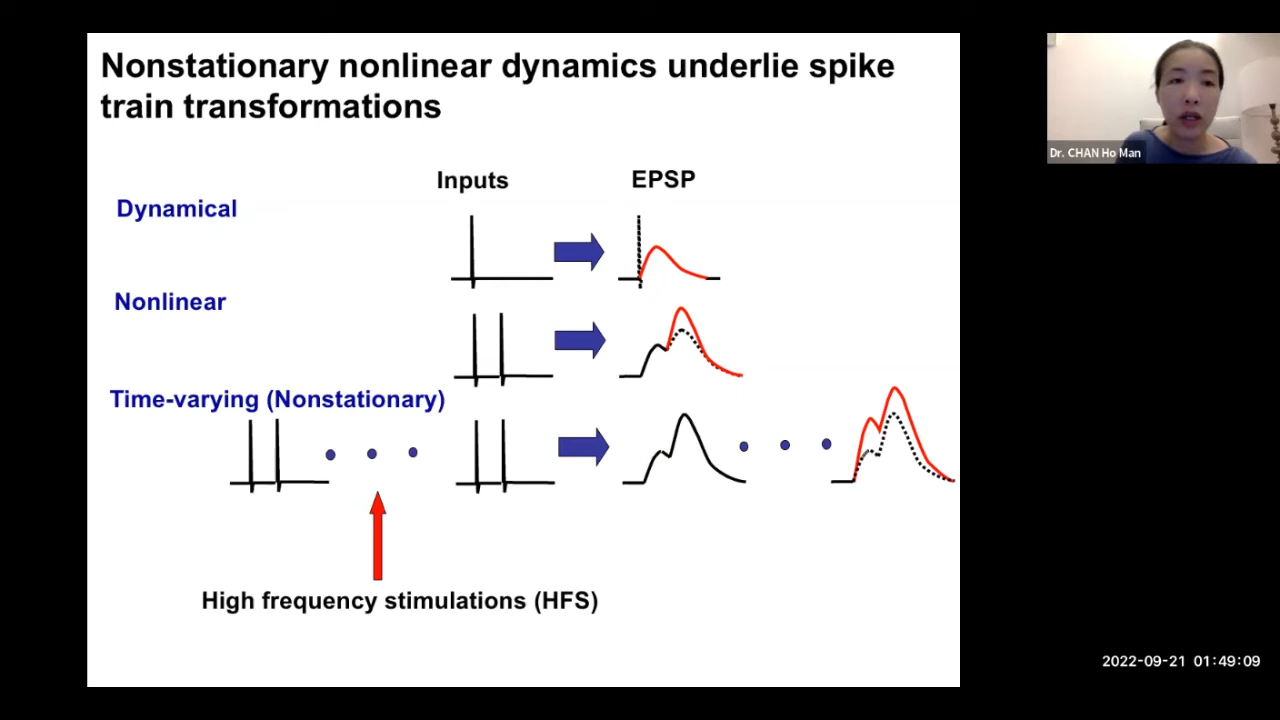 Nonstationary nonlinear dynamics underlie spike
train transformations
Inputs
EPSP
Dynamical
Nonlinear
Time-varying (Nonstationary)
High frequency stimulations (HFS)
Dr. CHAN Ho Man
2022-09-21 01:49:09